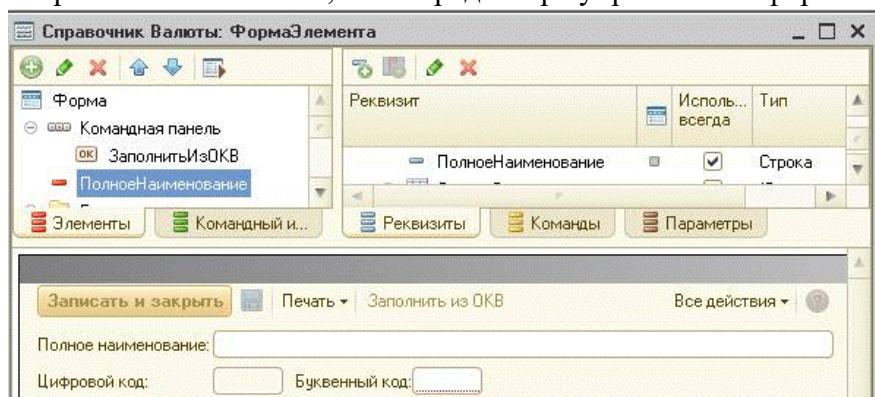 Справочник Валюты: ФормаЭлемента
Форма
Командная панель
ЗаполнитьИзОКВ
ПолноеНаименование
Элементы
Командный и...
Реквизит
Исполь... всегда
Тип
ПолноеНаименование
Строка
Реквизиты
Команды
Параметры
Записать и закрыть
Печать
Заполнить из ОКВ
Все действия
Полное наименование:
Цифровой код:
Буквенный код: